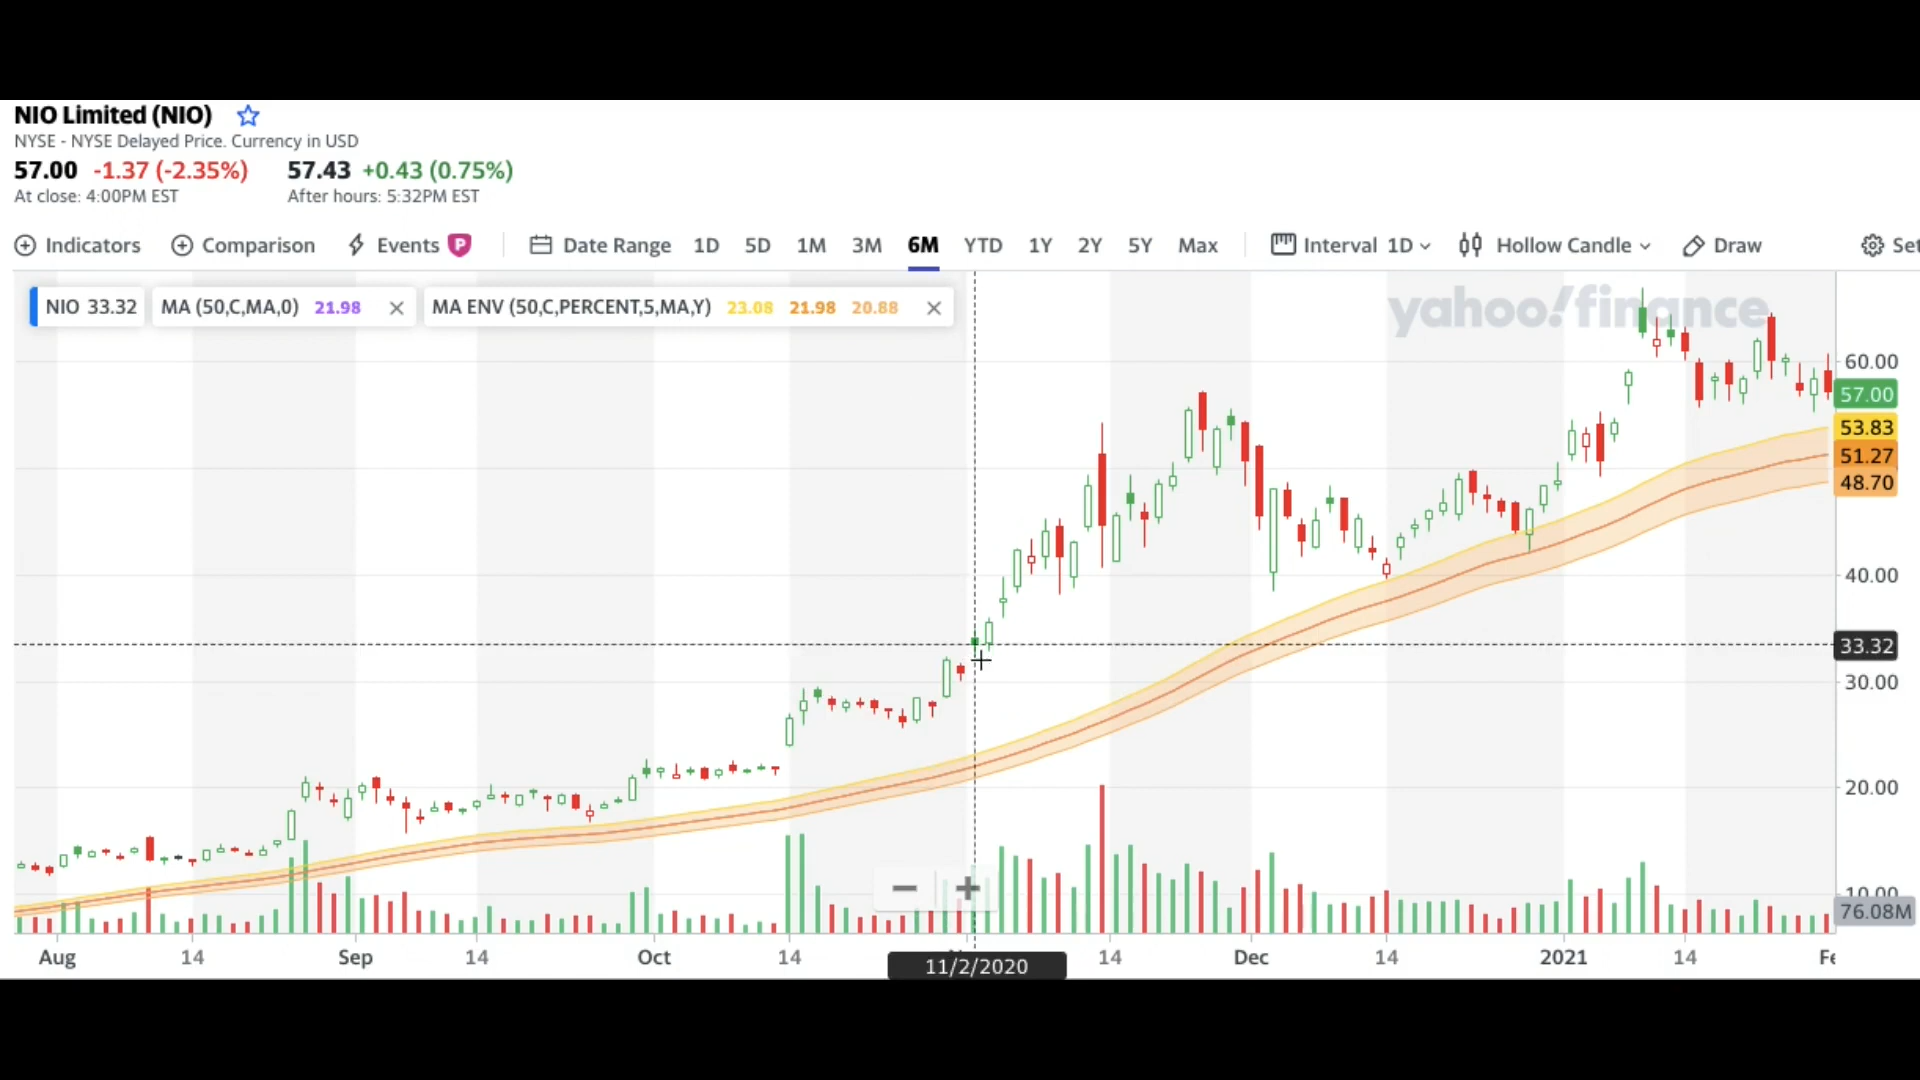 NIO Limited (NIO)
NYSE - NYSE Delayed Price. Currency in USD
57.00 -1.37 (-2.35%) 57.43 +0.43 (0.75%)
At close: 4:00PM EST After hours: 5:32PM EST
Indicators Comparison Events P Date Range 1D 5D 1M 3M 6M YTD 1Y 2Y 5Y Max Interval 1D Hollow Candle Draw
NIO 33.32 MA (50,C,MA,0) 21.98 MA ENV (50,C,PERCENT,5,MA,Y) 23.08 21.98 20.88
yahoo!finance
60.00
57.00
53.83
51.27
48.70
40.00
33.32
30.00
20.00
10.00
76.08M
Aug 14 Sep 14 Oct 14 14 Dec 14 2021 14
11/2/2020